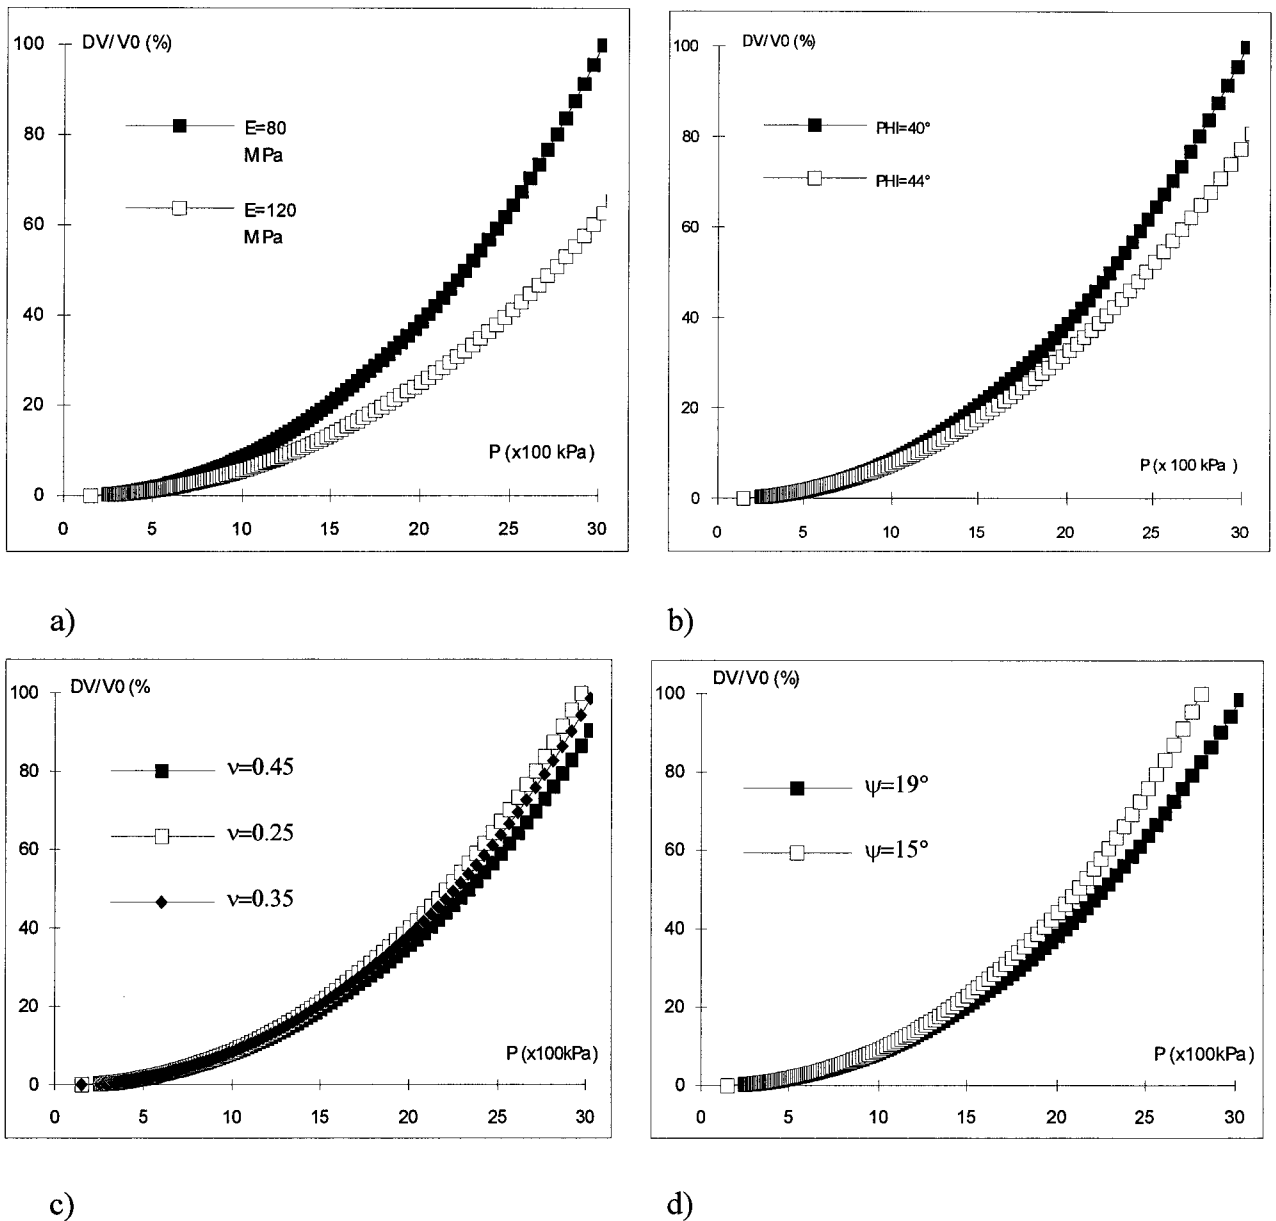 DV/V0 (%)
100
80
60
40
20
0
E=80
MPa
E=120
MPa
P (x100 kPa)
0 5 10 15 20 25 30
a)
DV/V0 (%)
100
80
60
40
20
0
PHI=40°
PHI=44°
P (x 100 kPa )
0 5 10 15 20 25 30
b)
DV/V0 (%
100
80
60
40
20
0
ν=0.45
ν=0.25
ν=0.35
P (x100kPa)
0 5 10 15 20 25 30
c)
DV/V0 (%)
100
80
60
40
20
0
ψ=19°
ψ=15°
P (x100kPa)
0 5 10 15 20 25 30
d)